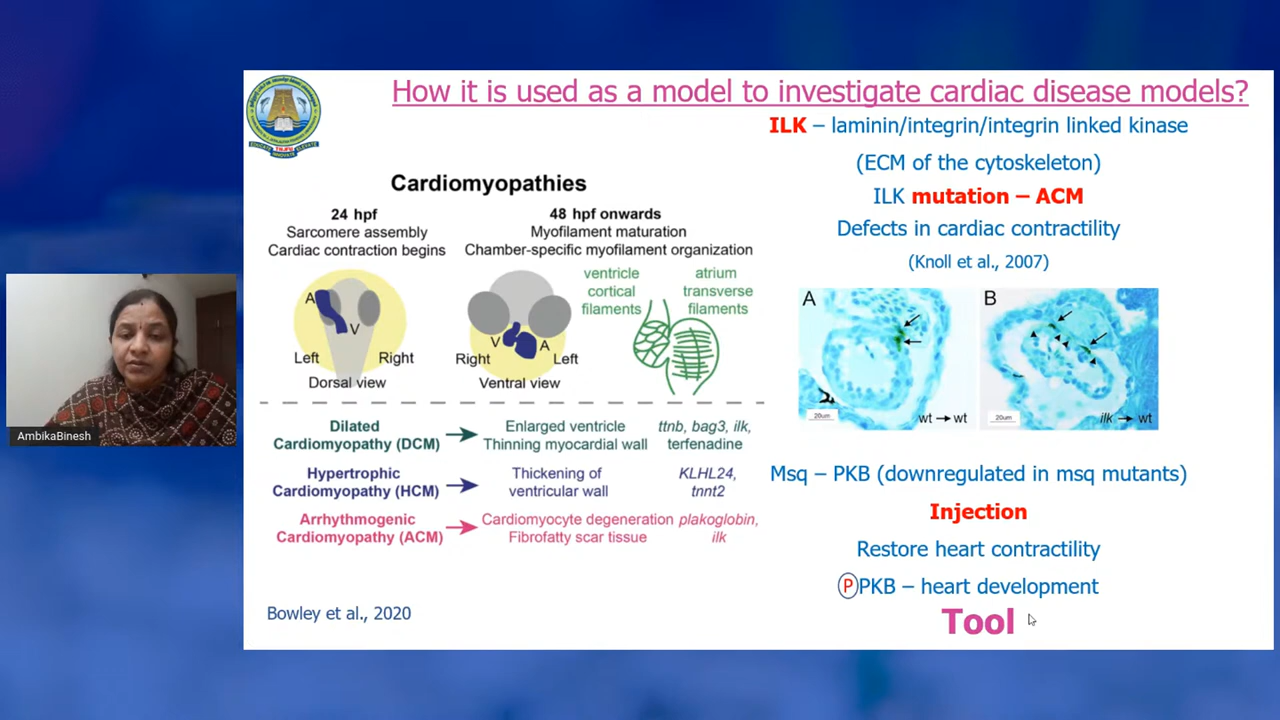 How it is used as a model to investigate cardiac disease models?
Cardiomyopathies
24 hpf
Sarcomere assembly
Cardiac contraction begins
48 hpf onwards
Myofilament maturation
Chamber-specific myofilament organization
A
V
Left
Right
Dorsal view
V
A
Right
Left
Ventral view
ventricle
cortical
filaments
atrium
transverse
filaments
Dilated
Cardiomyopathy (DCM)
Enlarged ventricle
Thinning myocardial wall
ttnb, bag3, ilk,
terfenadine
Hypertrophic
Cardiomyopathy (HCM)
Thickening of
ventricular wall
KLHL24,
tnnt2
Arrhythmogenic
Cardiomyopathy (ACM)
Cardiomyocyte degeneration
Fibrofatty scar tissue
plakoglobin,
ilk
Bowley et al., 2020
ILK – laminin/integrin/integrin linked kinase
(ECM of the cytoskeleton)
ILK mutation – ACM
Defects in cardiac contractility
(Knoll et al., 2007)
A
20um
wt → wt
B
20um
ilk → wt
Msq – PKB (downregulated in msq mutants)
Injection
Restore heart contractility
P PKB – heart development
Tool
AmbikaBinesh